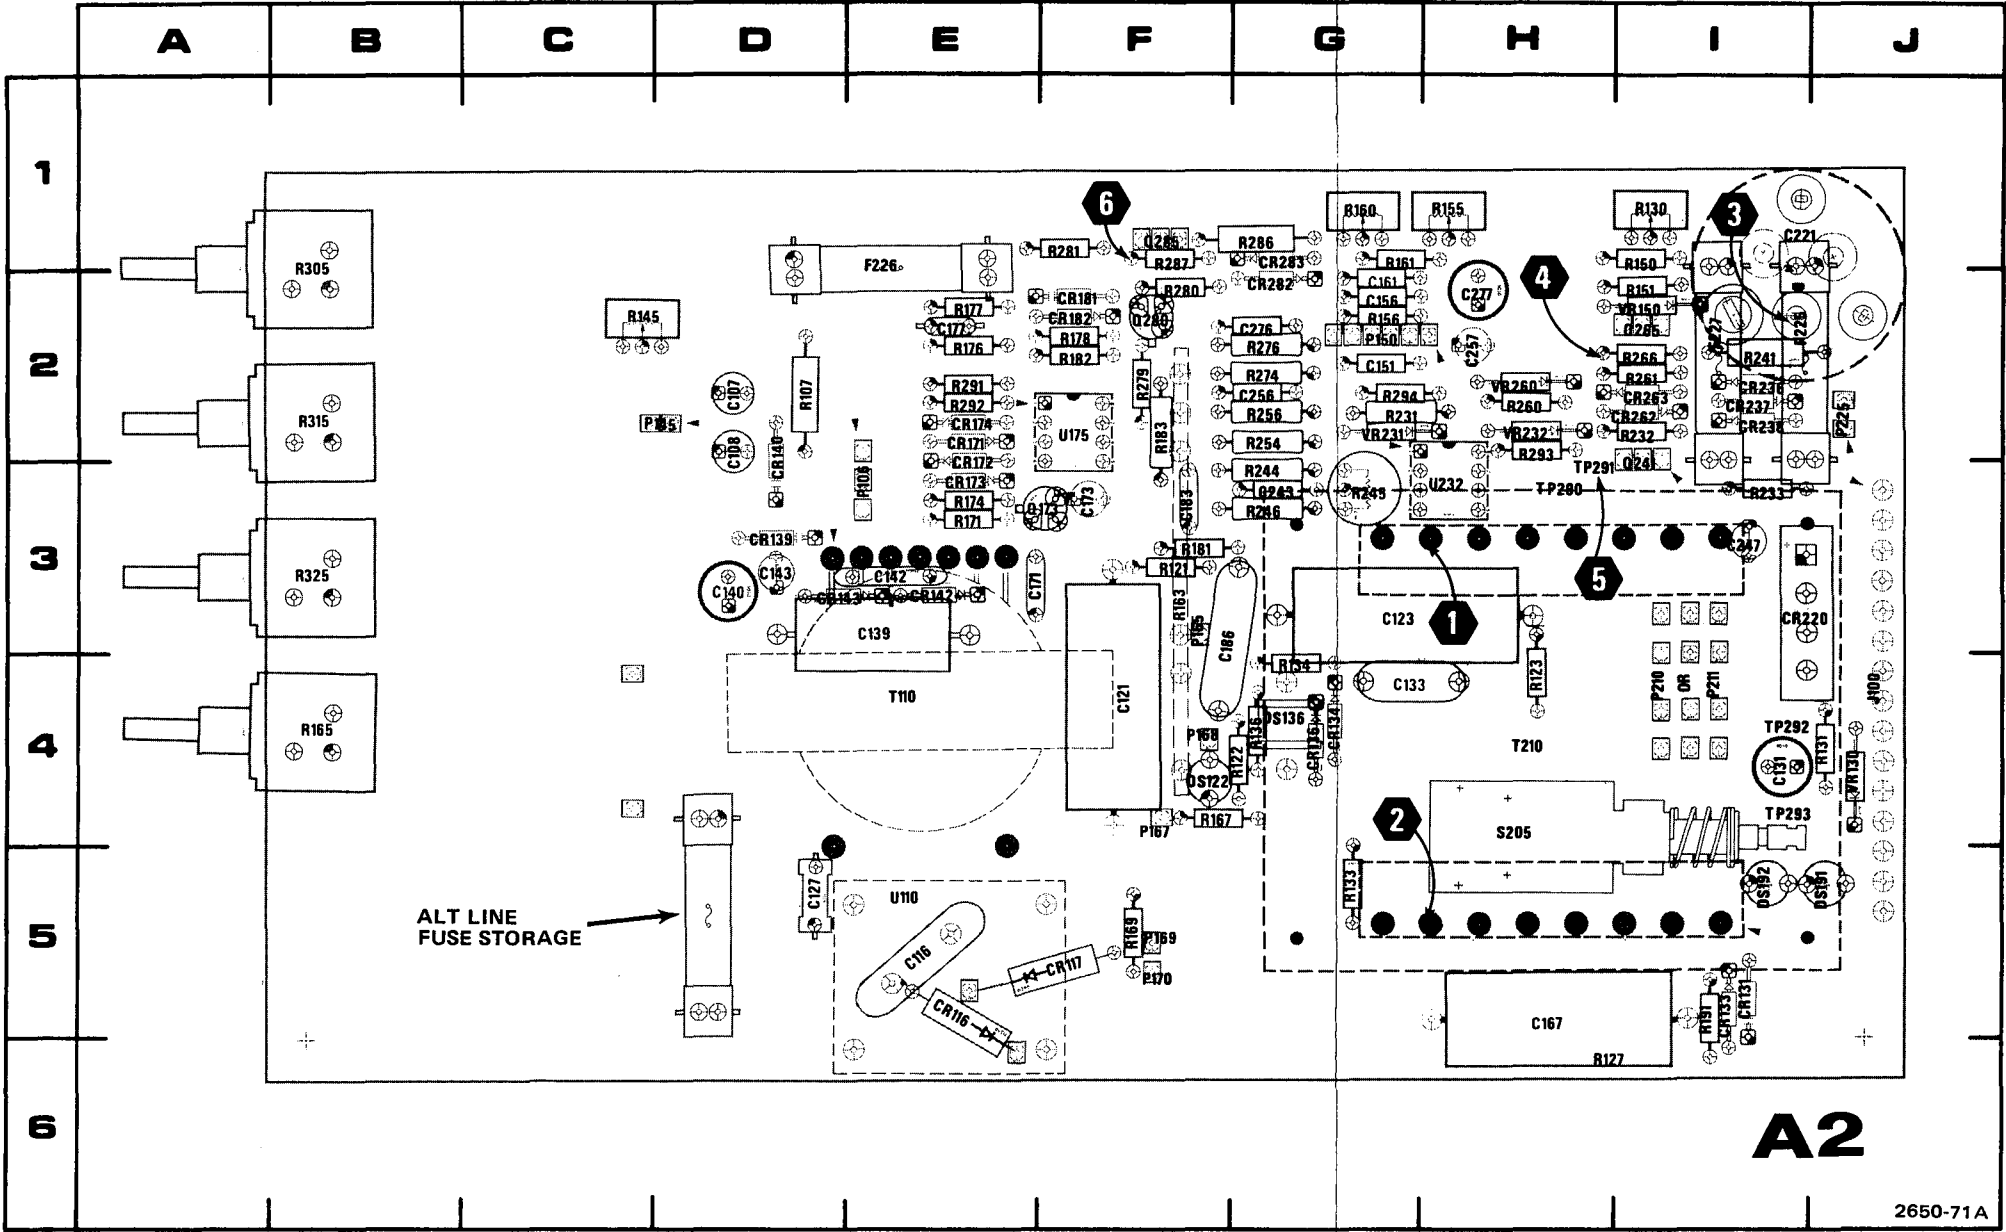 A B C D E F G H I J
1
6 R160 R155 R130 3
Q285 C221
R281 R286
F226 R287 CR283 R161 R150
R305 CR282 4
R280 C161 R151
CR181 C277
R177 C156 VR150
R145 CR182 Q280 R156 Q265
C177 C276 R226
R178 P150 C227
2 R176 R276 C257 R266 R241
R182 C151
R279 R274 R261
R291 VR260 CR236
C107 R107 C256 R294 CR263
R292 R260 CR237
R315 CR174 R256 R231 CR262 P225
U175 R183 CR238
CR171 VR231 VR232 R232
C108 CR140 R254 R293
CR172 TP291 Q241
R106 R244 U232
CR173 C183 Q243 R245 TP280 R233
R174 C173
Q173 R246
R171
3 CR139 R181 C247
C143 C142 R121
R325 5
C140 CR143 CR142 C171 R163
C139 P165 C186 C123 1 CR220
R134 R123
T110 C121 C133 P210 OR P211 J100
R165 DS136
4 P168 R136 CR136 CR134 TP292
R122 T210 R131
DS122 C131 VR130
2 TP293
P167 R167 S205
U110 R133 DS192 DS191
C127
ALT LINE
FUSE STORAGE
5 R169 P169
C116
CR117 P170
CR116 C167 R191 CR133 CR131
R127
6 A2
2650-71A